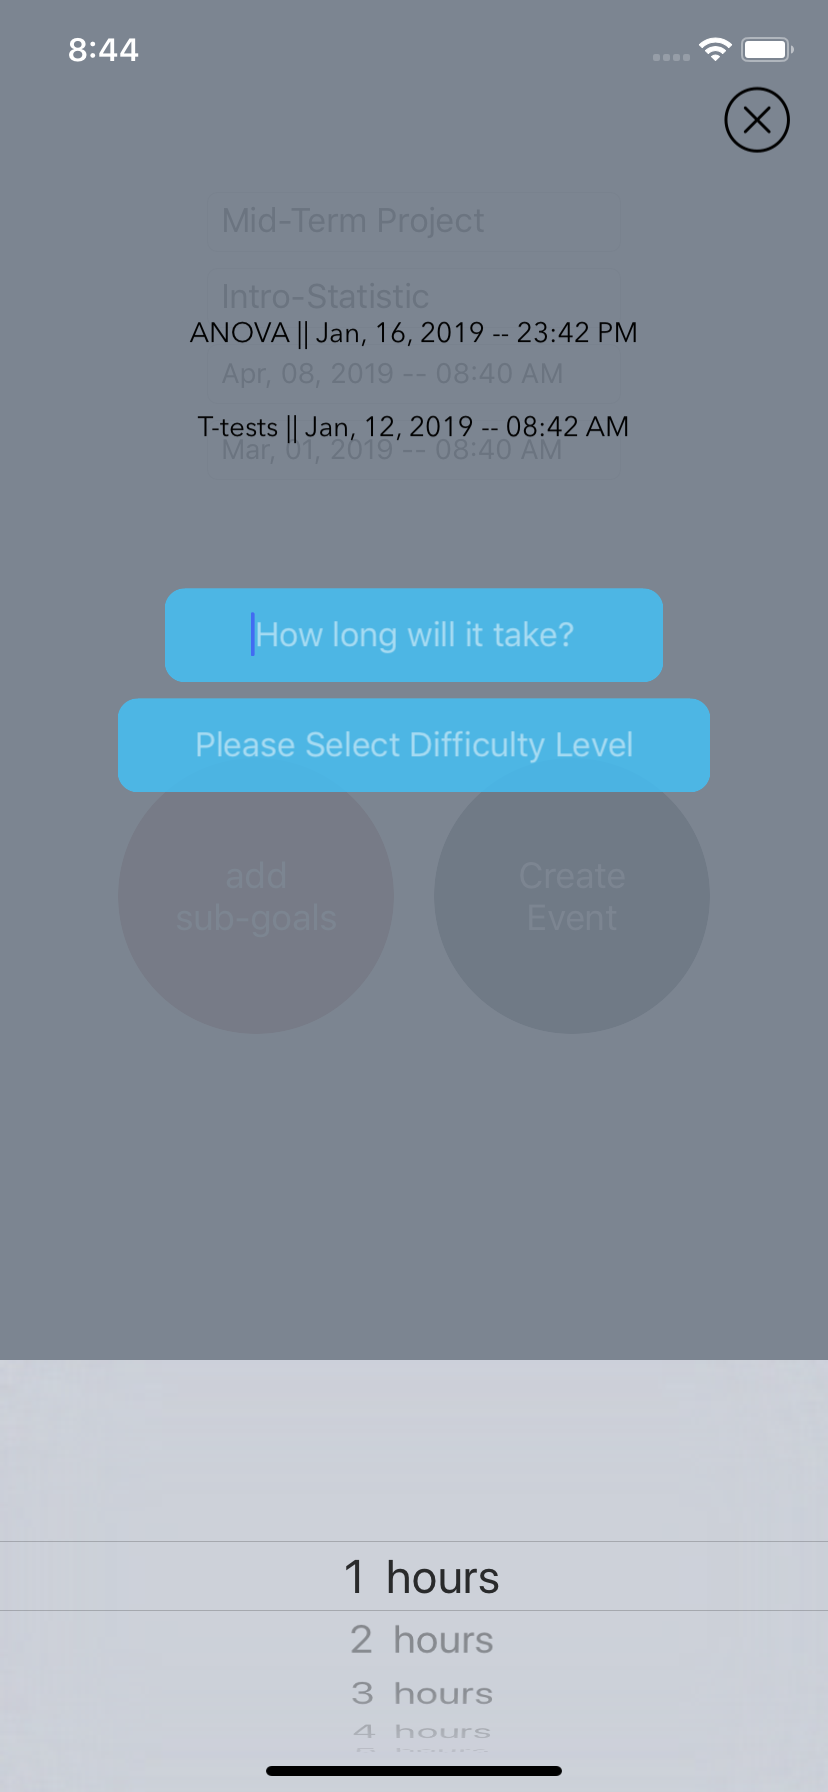 8:44
Mid-Term Project
Intro-Statistic
ANOVA || Jan, 16, 2019 -- 23:42 PM
Apr, 08, 2019 -- 08:40 AM
T-tests || Jan, 12, 2019 -- 08:42 AM
Mar, 01, 2019 -- 08:40 AM
How long will it take?
Please Select Difficulty Level
add
sub-goals
Create
Event
1 hours
2 hours
3 hours
4 hours
5 hours